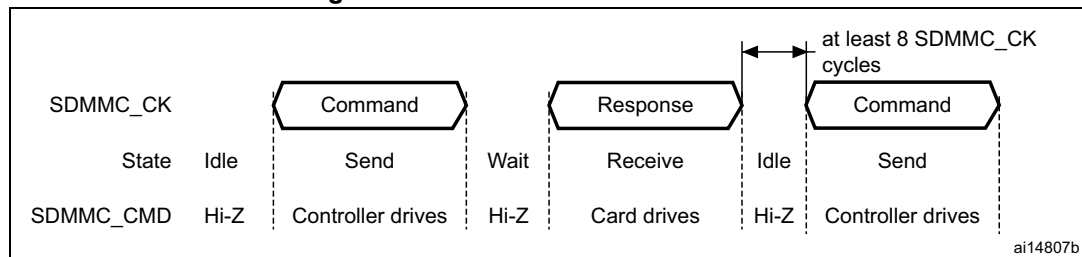 at least 8 SDMMC_CK
cycles
SDMMC_CK Command Response Command
State Idle Send Wait Receive Idle Send
SDMMC_CMD Hi-Z Controller drives Hi-Z Card drives Hi-Z Controller drives
ai14807b